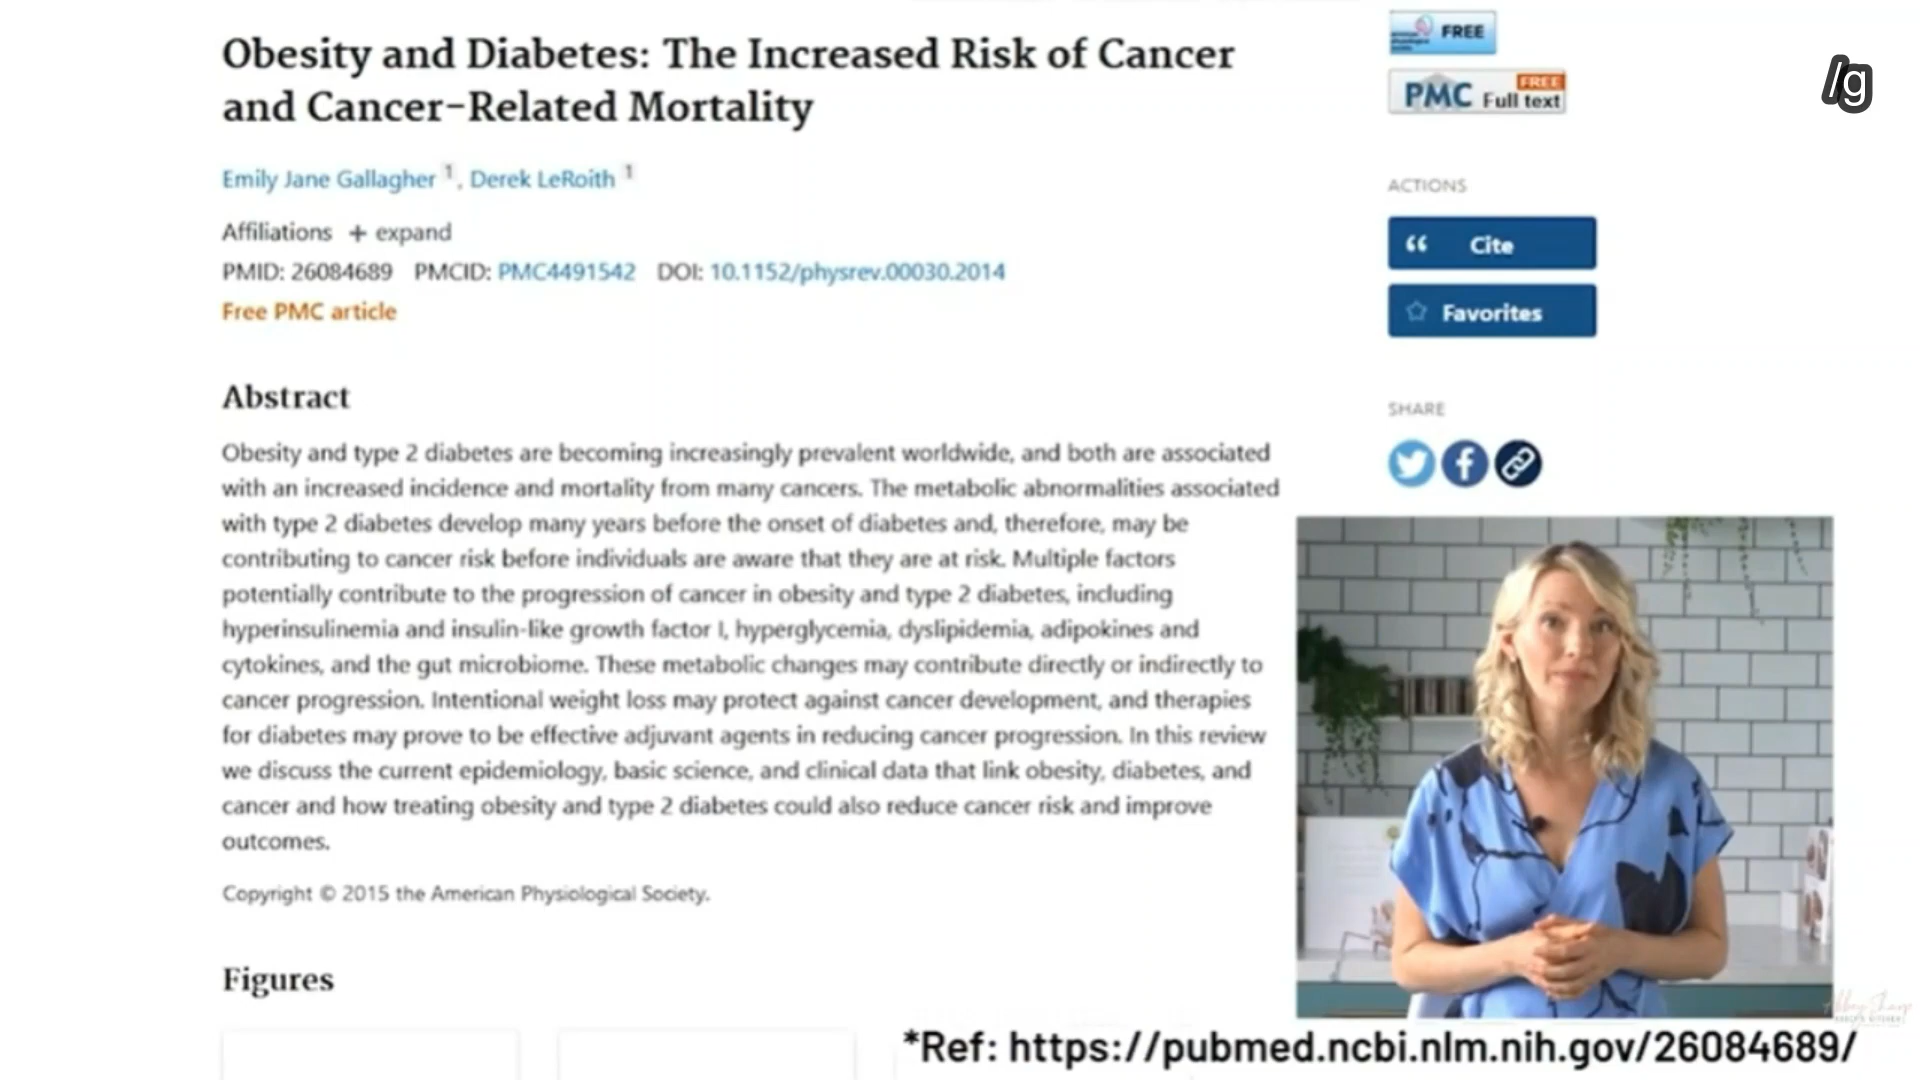 Obesity and Diabetes: The Increased Risk of Cancer
and Cancer-Related Mortality
Emily Jane Gallagher 1, Derek LeRoith 1
Affiliations + expand
PMID: 26084689 PMCID: PMC4491542 DOI: 10.1152/physrev.00030.2014
Free PMC article
Abstract
Obesity and type 2 diabetes are becoming increasingly prevalent worldwide, and both are associated
with an increased incidence and mortality from many cancers. The metabolic abnormalities associated
with type 2 diabetes develop many years before the onset of diabetes and, therefore, may be
contributing to cancer risk before individuals are aware that they are at risk. Multiple factors
potentially contribute to the progression of cancer in obesity and type 2 diabetes, including
hyperinsulinemia and insulin-like growth factor I, hyperglycemia, dyslipidemia, adipokines and
cytokines, and the gut microbiome. These metabolic changes may contribute directly or indirectly to
cancer progression. Intentional weight loss may protect against cancer development, and therapies
for diabetes may prove to be effective adjuvant agents in reducing cancer progression. In this review
we discuss the current epidemiology, basic science, and clinical data that link obesity, diabetes, and
cancer and how treating obesity and type 2 diabetes could also reduce cancer risk and improve
outcomes.
Copyright © 2015 the American Physiological Society.
Figures
FREE
PMC FREE Full text
/g
ACTIONS
Cite
Favorites
SHARE
Abbey Sharp
*Ref: https://pubmed.ncbi.nlm.nih.gov/26084689/